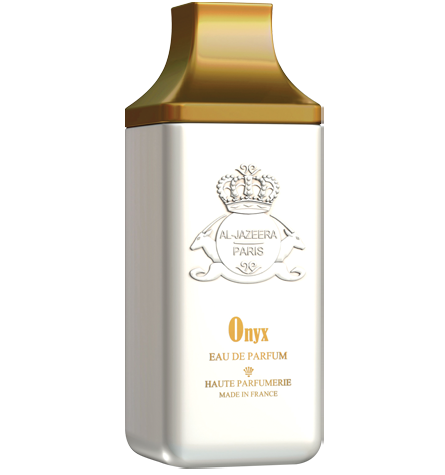 AL-JAZEERA
PARIS
Onyx
EAU DE PARFUM
HAUTE PARFUMERIE
MADE IN FRANCE